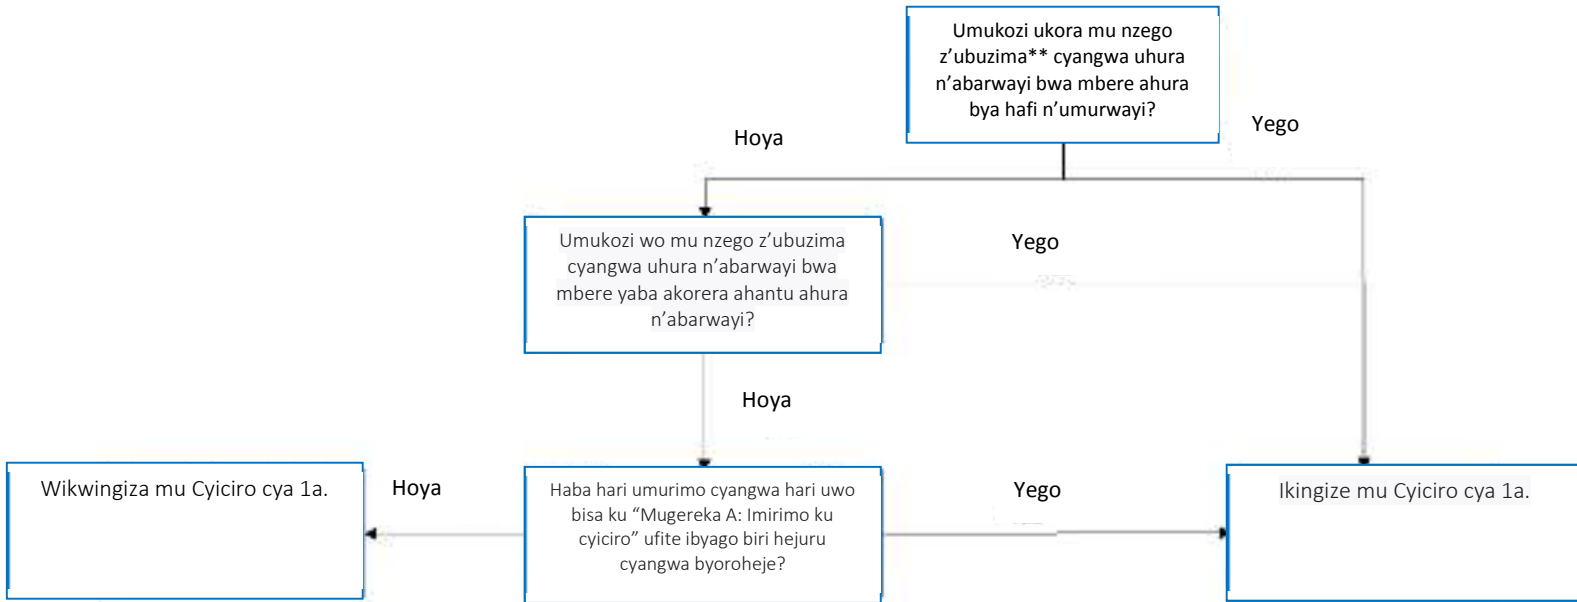 Umukozi ukora mu nzego
z’ubuzima** cyangwa uhura
n’abarwayi bwa mbere ahura
bya hafi n’umurwayi?
Hoya
Yego
Umukozi wo mu nzego z’ubuzima
cyangwa uhura n’abarwayi bwa
mbere yaba akorera ahantu ahura
n’abarwayi?
Yego
Hoya
Wikwingiza mu Cyiciro cya 1a.
Hoya
Haba hari umurimo cyangwa hari uwo
bisa ku “Mugereka A: Imirimo ku
cyiciro” ufite ibyago biri hejuru
cyangwa byoroheje?
Yego
Ikingize mu Cyiciro cya 1a.